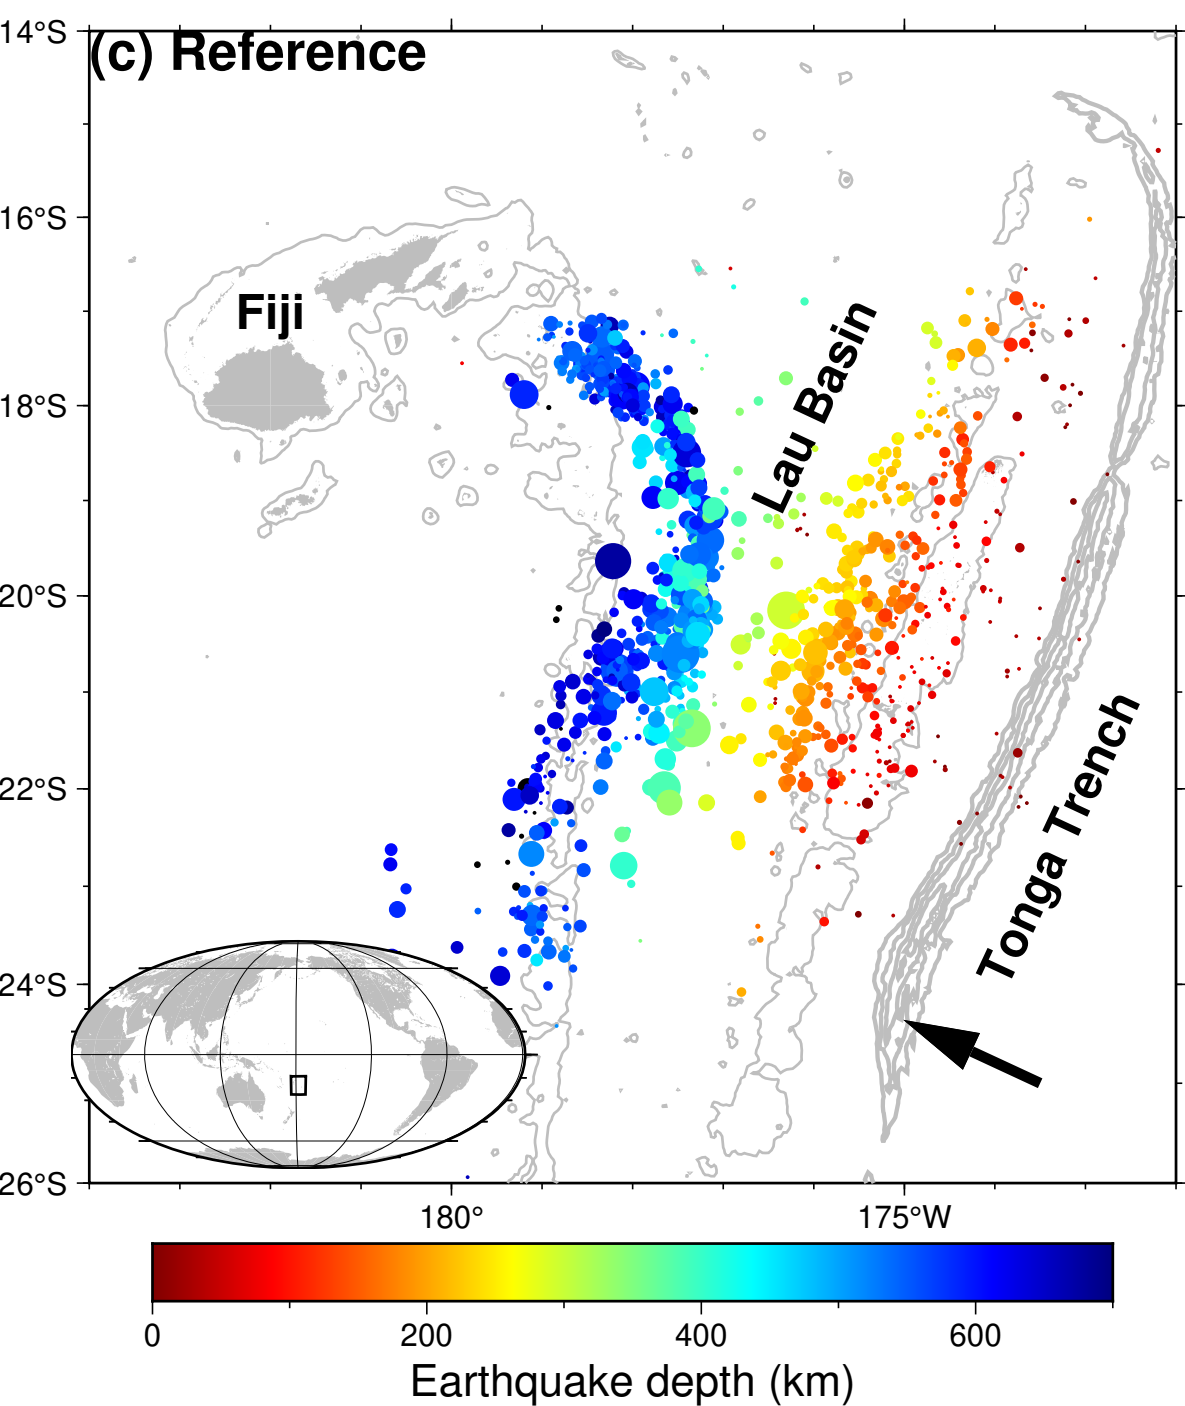 (c) Reference
14°S
16°S
Fiji
Lau Basin
18°S
20°S
22°S
Tonga Trench
24°S
26°S
180°
175°W
0
200
400
600
Earthquake depth (km)